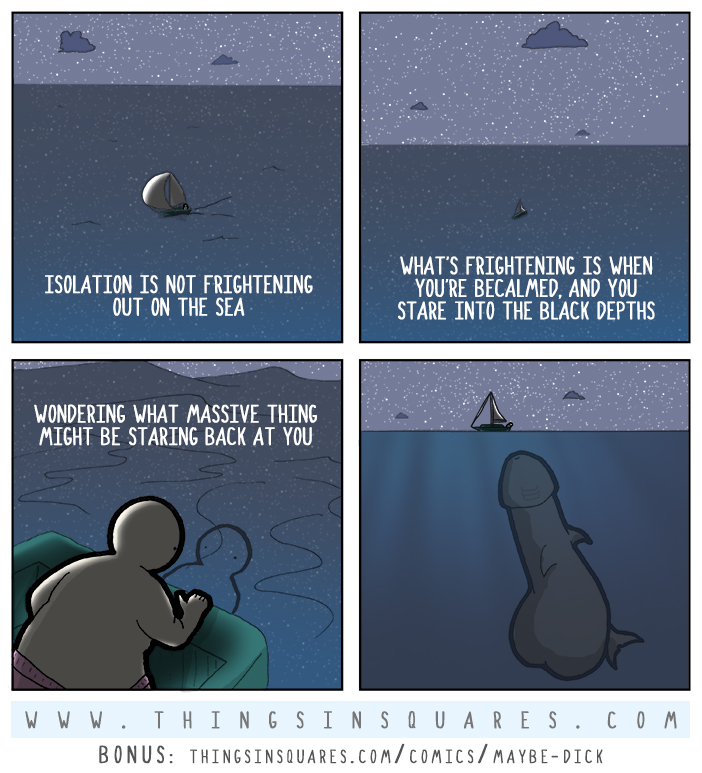 ISOLATION IS NOT FRIGHTENING
OUT ON THE SEA
WHAT'S FRIGHTENING IS WHEN
YOU'RE BECALMED, AND YOU
STARE INTO THE BLACK DEPTHS
WONDERING WHAT MASSIVE THING
MIGHT BE STARING BACK AT YOU
WWW.THINGSINSQUARES.COM
BONUS: THINGSINSQUARES.COM/COMICS/MAYBE-DICK